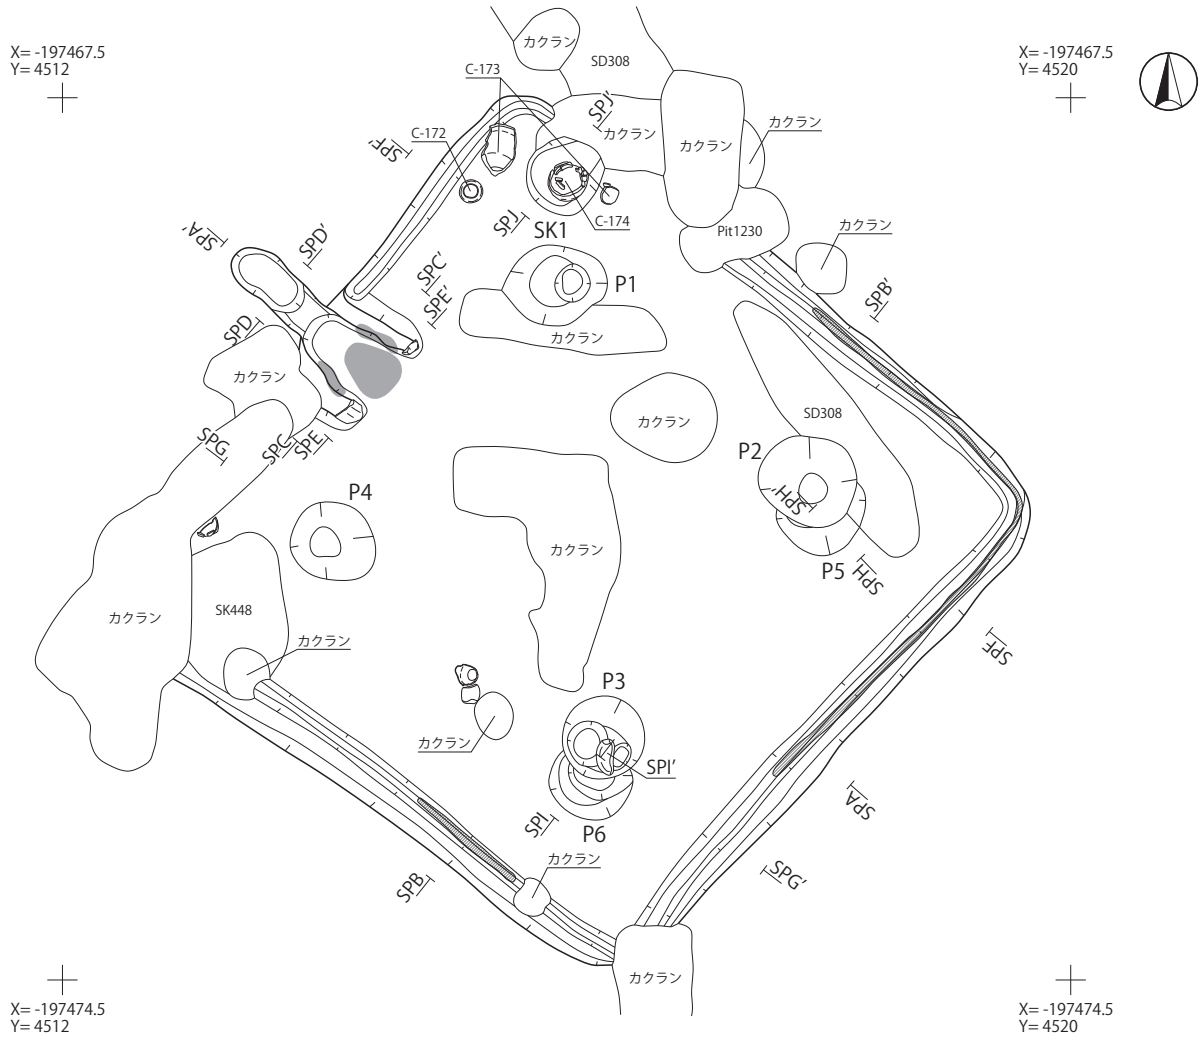 X= -197467.5
Y= 4512
X= -197467.5
Y= 4520
カクラン
SD308
C-173
SPJ′
カクラン
カクラン
カクラン
C-172
SPF′
SPJ
C-174
SK1
Pit1230
カクラン
SPA′
SPD′
SPC′
SPE′
P1
SPB′
SPD
カクラン
カクラン
カクラン
SD308
SPG
SPC
SPE
P2
SPH′
P4
カクラン
P5
SPH
SK448
カクラン
カクラン
SPF
P3
カクラン
SPI′
SPA
SPI
P6
カクラン
SPB
SPG′
カクラン
X= -197474.5
Y= 4512
X= -197474.5
Y= 4520